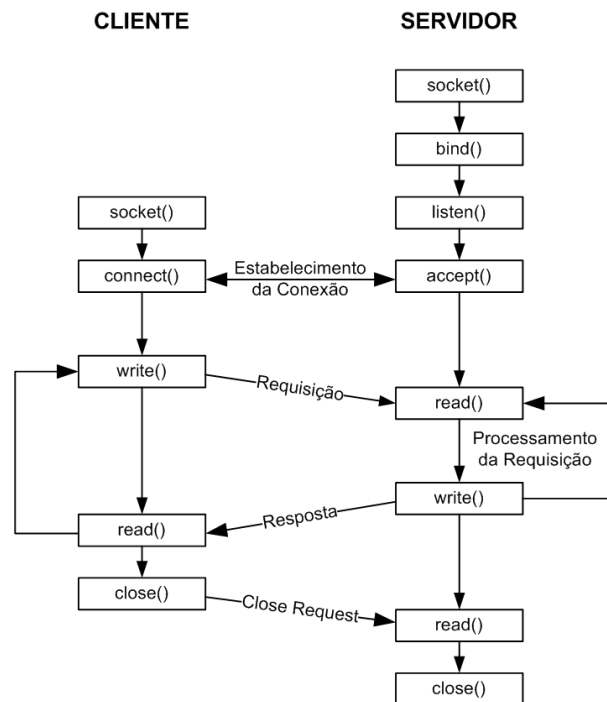 CLIENTE
SERVIDOR
socket()
bind()
socket()
listen()
connect()
Estabelecimento
da Conexão
accept()
write()
Requisição
read()
Processamento
da Requisição
write()
Resposta
read()
close()
Close Request
read()
close()